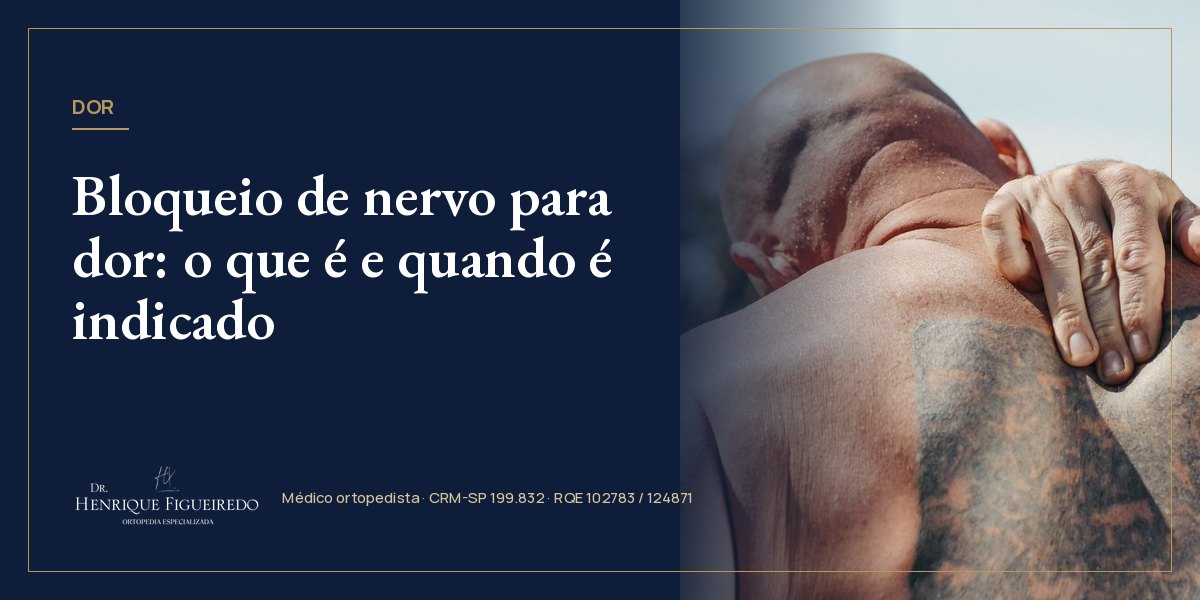 DOR
Bloqueio de nervo para
dor: o que é e quando é
indicado
DR.
HENRIQUE FIGUEIREDO
ORTOPEDIA ESPECIALIZADA
Médico ortopedista · CRM-SP 199.832 · RQE 102783 / 124871